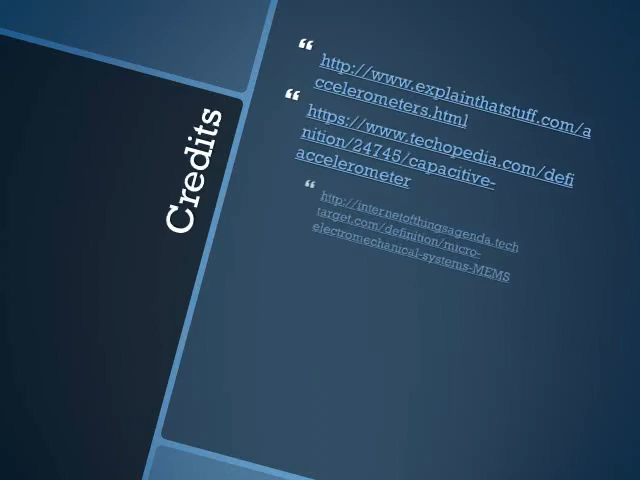 Credits
http://www.explainthatstuff.com/a
ccelerometers.html
https://www.techopedia.com/defi
nition/24745/capacitive-
accelerometer
http://internetofthingsagenda.tech
target.com/definition/micro-
electromechanical-systems-MEMS